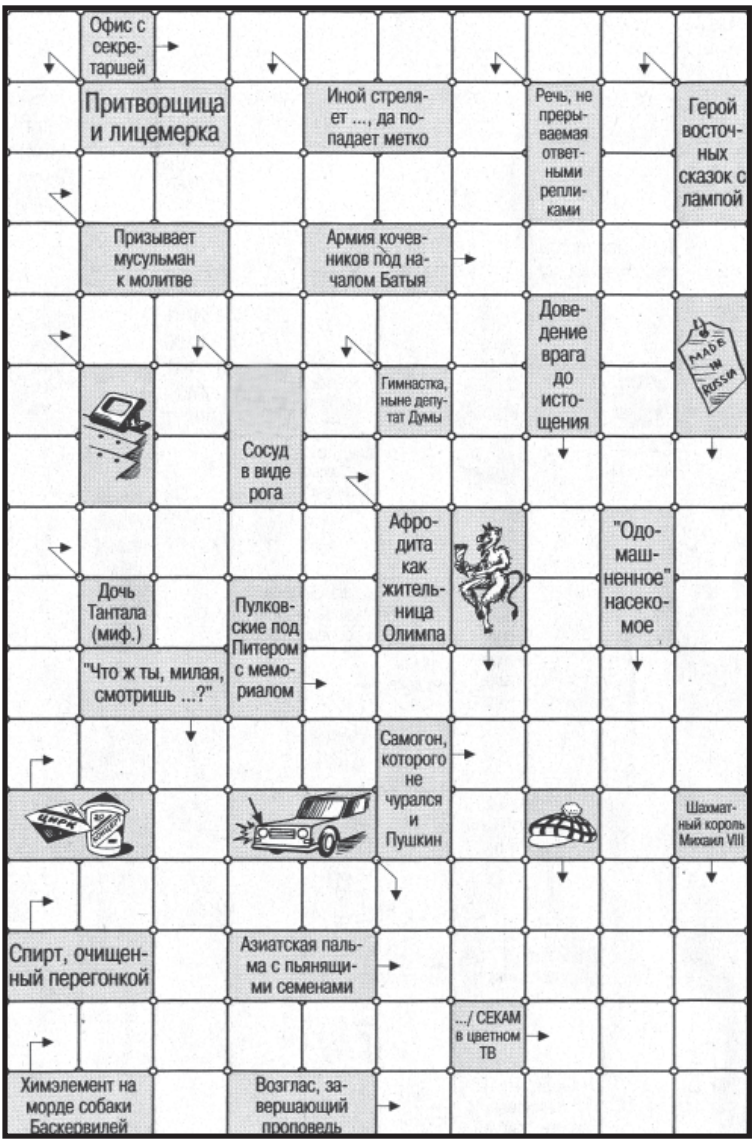 Офис с
секре-
таршей
Притворщица
и лицемерка
Иной стреля-
ет ..., да по-
падает метко
Речь, не
преры-
ваемая
ответ-
ными
репли-
ками
Герой
восточ-
ных
сказок с
лампой
Призывает
мусульман
к молитве
Армия кочев-
ников под на-
чалом Батыя
Дове-
дение
врага
до
исто-
щения
MADE
IN
RUSSIA
Гимнастка,
ныне депу-
тат Думы
Сосуд
в виде
рога
Афро-
дита
как
житель-
ница
Олимпа
"Одо-
маш-
ненное"
насеко-
мое
Дочь
Тантала
(миф.)
Пулков-
ские под
Питером
с мемо-
риалом
"Что ж ты, милая,
смотришь ...?"
Самогон,
которого
не
чурался
и
Пушкин
ЦИРК
КОНЦЕРТ
Шахмат-
ный король
Михаил VIII
Спирт, очищен-
ный перегонкой
Азиатская паль-
ма с пьянящи-
ми семенами
.../ СЕКАМ
в цветном
ТВ
Химэлемент на
морде собаки
Баскервилей
Возглас, за-
вершающий
проповедь